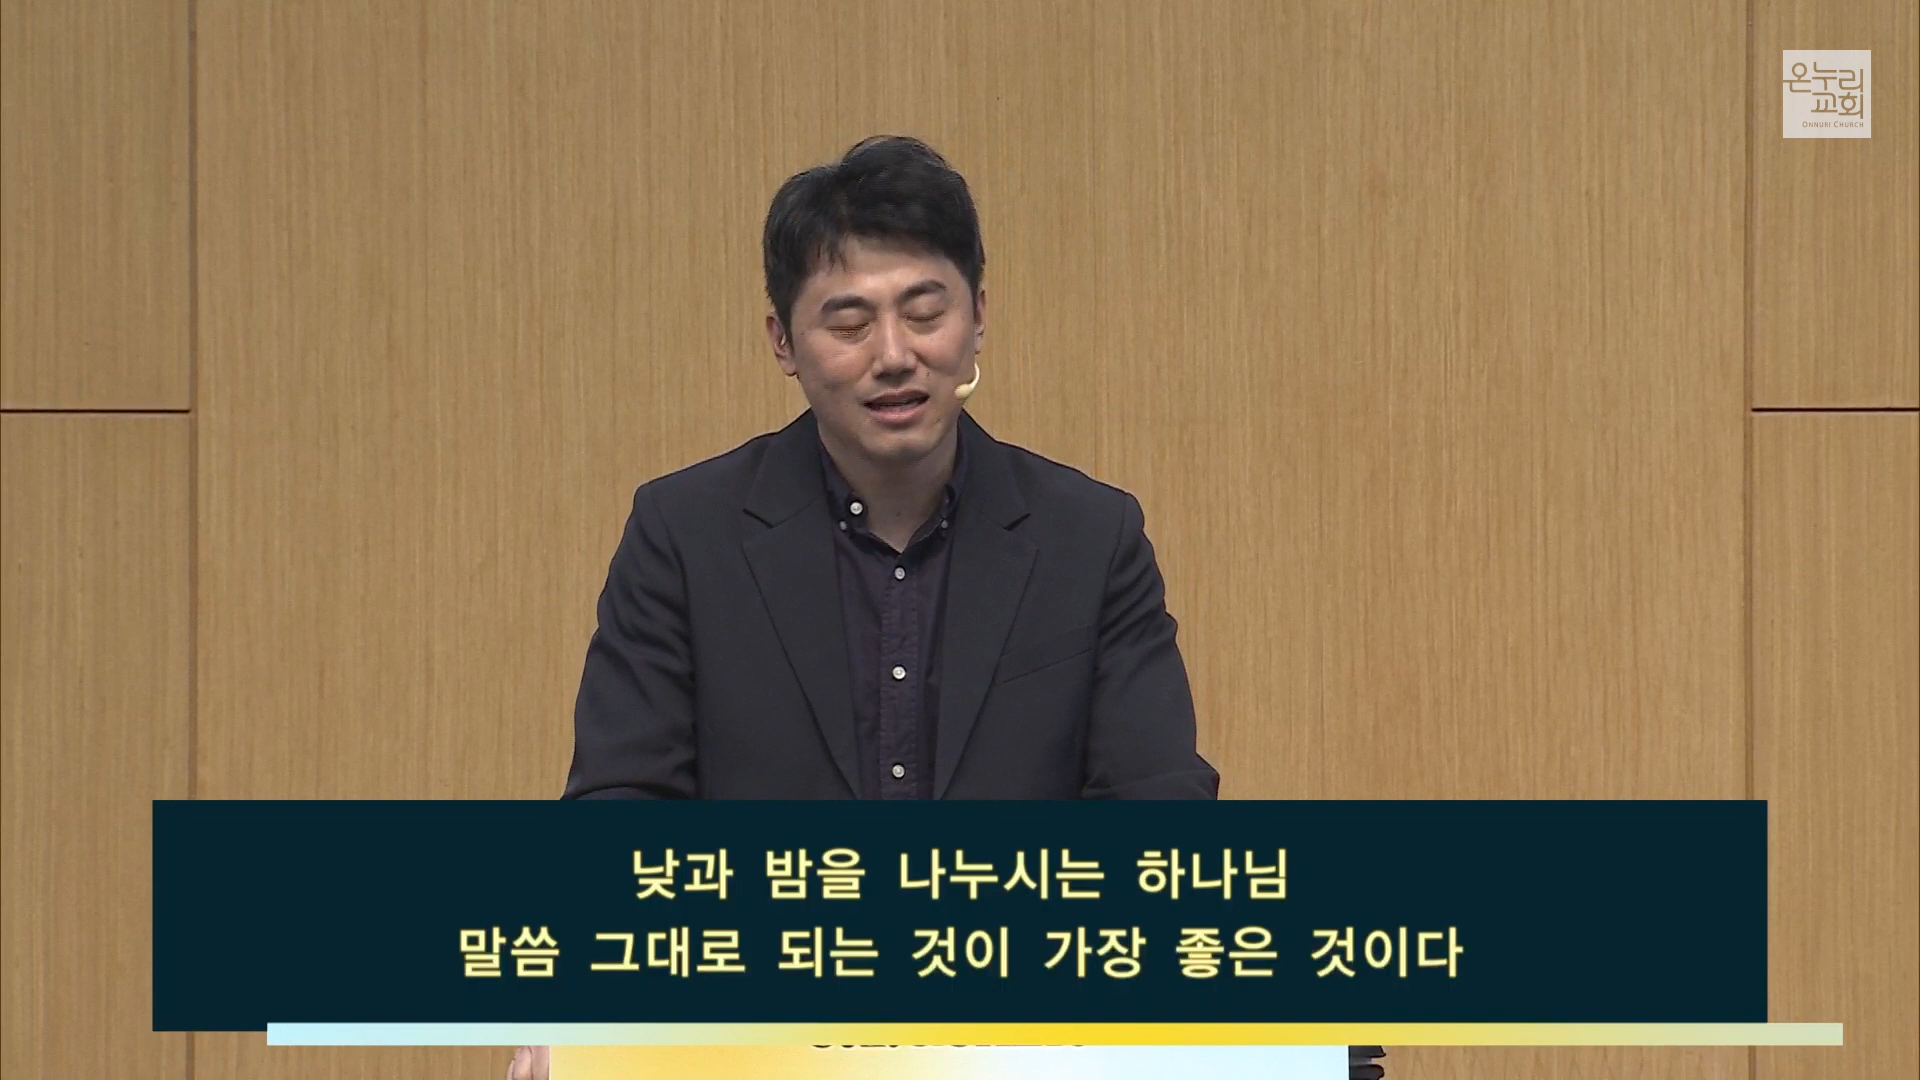 온누리
교회
ONNURI CHURCH
낮과 밤을 나누시는 하나님
말씀 그대로 되는 것이 가장 좋은 것이다